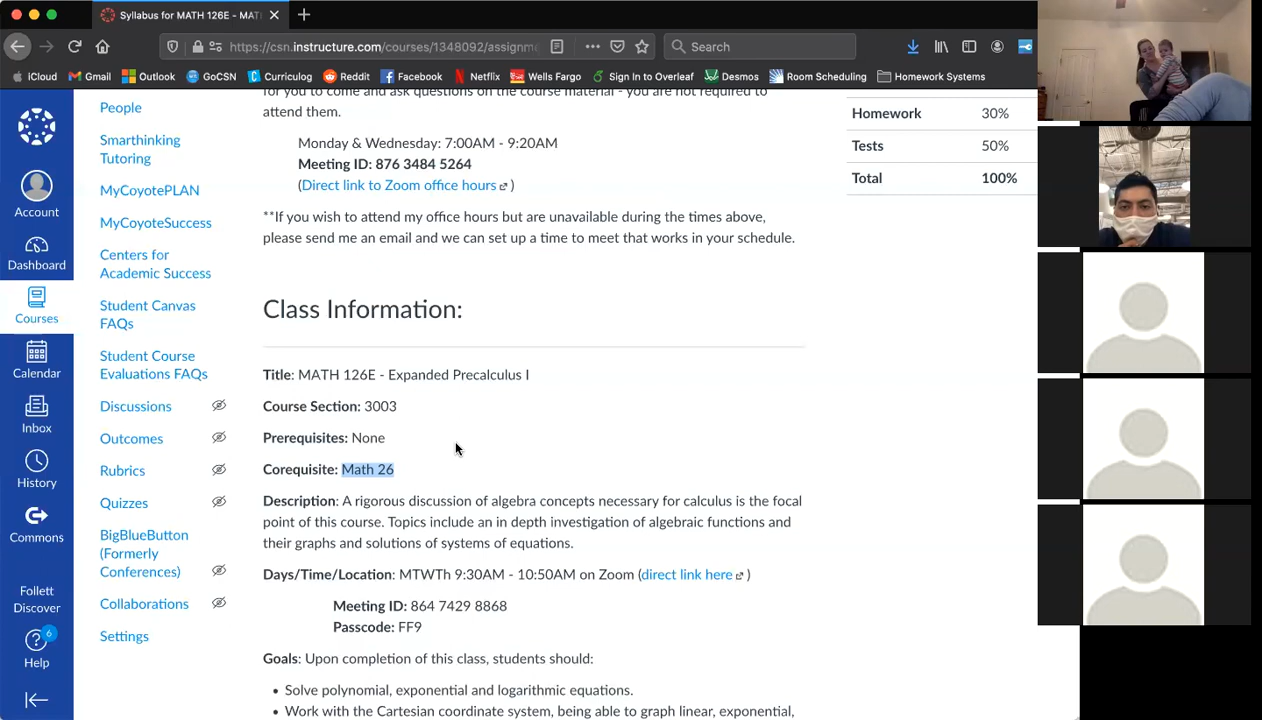 Syllabus for MATH 126E - MAT
https://csn.instructure.com/courses/1348092/assignme
Search
iCloud Gmail Outlook GoCSN Curriculog Reddit Facebook Netflix Wells Fargo Sign In to Overleaf Desmos Room Scheduling Homework Systems
Account
Dashboard
Courses
Calendar
Inbox
History
Commons
Follett
Discover
6
Help
People
Smarthinking
Tutoring
MyCoyotePLAN
MyCoyoteSuccess
Centers for
Academic Success
Student Canvas
FAQs
Student Course
Evaluations FAQs
Discussions
Outcomes
Rubrics
Quizzes
BigBlueButton
(Formerly
Conferences)
Collaborations
Settings
for you to come and ask questions on the course material - you are not required to
attend them.
Monday & Wednesday: 7:00AM - 9:20AM
Meeting ID: 876 3484 5264
(Direct link to Zoom office hours )
**If you wish to attend my office hours but are unavailable during the times above,
please send me an email and we can set up a time to meet that works in your schedule.
Class Information:
Title: MATH 126E - Expanded Precalculus I
Course Section: 3003
Prerequisites: None
Corequisite: Math 26
Description: A rigorous discussion of algebra concepts necessary for calculus is the focal
point of this course. Topics include an in depth investigation of algebraic functions and
their graphs and solutions of systems of equations.
Days/Time/Location: MTWTh 9:30AM - 10:50AM on Zoom (direct link here )
Meeting ID: 864 7429 8868
Passcode: FF9
Goals: Upon completion of this class, students should:
• Solve polynomial, exponential and logarithmic equations.
• Work with the Cartesian coordinate system, being able to graph linear, exponential,
Homework 30%
Tests 50%
Total 100%